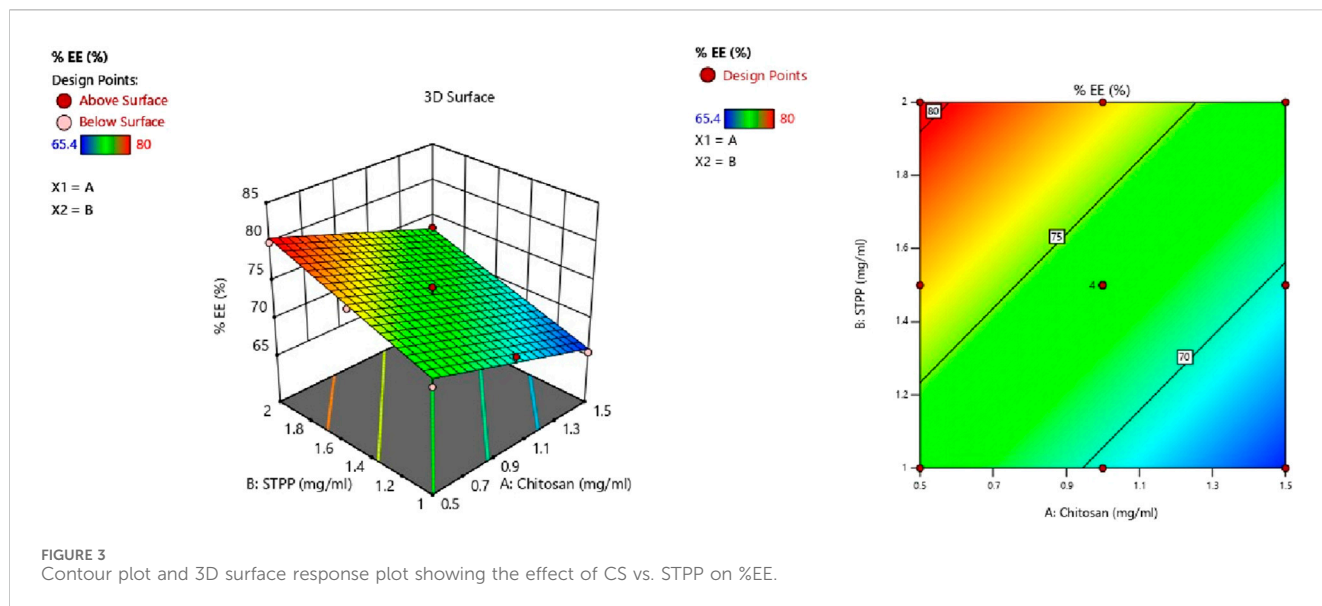 % EE (%)
Design Points:
Above Surface
Below Surface
65.4 80
X1 = A
X2 = B
3D Surface
85
80
75
70
65
% EE (%)
2
1.8
1.6
1.4
1.2
1
B: STPP (mg/ml)
1.5
1.3
1.1
0.9
0.7
0.5
A: Chitosan (mg/ml)
% EE (%)
Design Points
65.4 80
X1 = A
X2 = B
% EE (%)
2
1.8
1.6
1.4
1.2
1
B: STPP (mg/ml)
80
75
4
70
0.5 0.7 0.9 1.1 1.3 1.5
A: Chitosan (mg/ml)
FIGURE 3
Contour plot and 3D surface response plot showing the effect of CS vs. STPP on %EE.